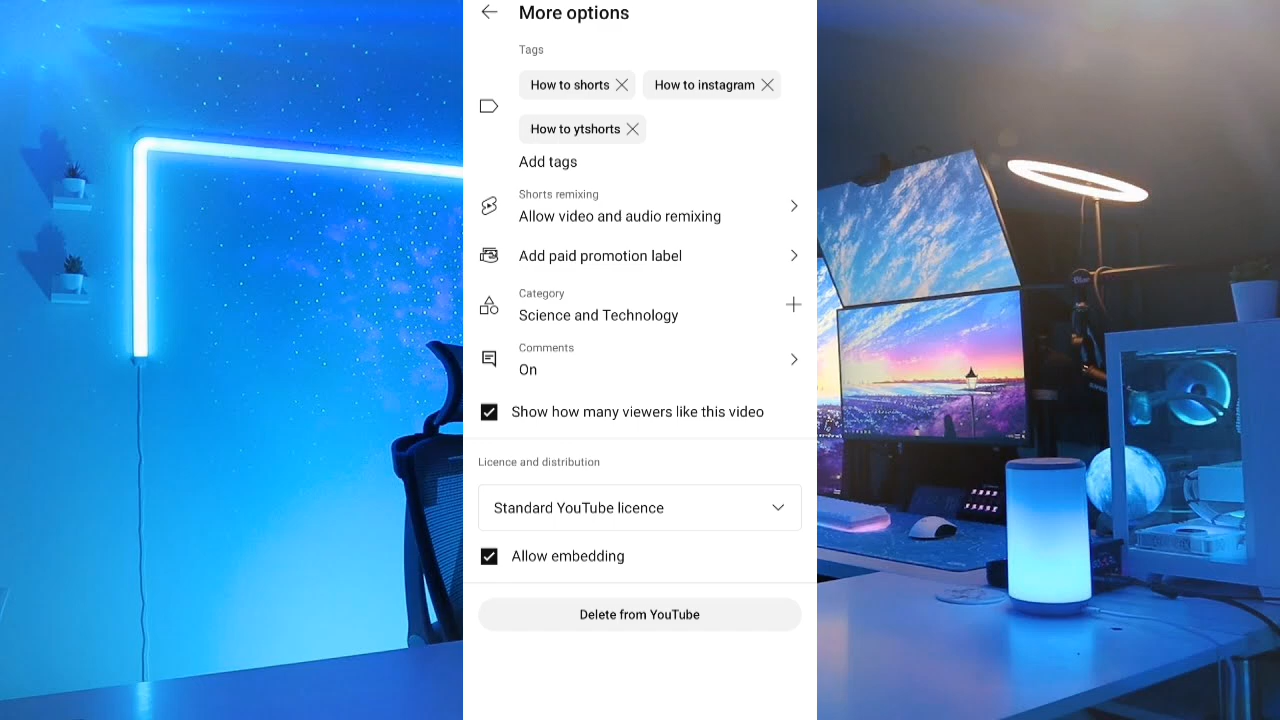 More options
Tags
How to shorts
How to instagram
How to ytshorts
Add tags
Shorts remixing
Allow video and audio remixing
Add paid promotion label
Category
Science and Technology
Comments
On
Show how many viewers like this video
Licence and distribution
Standard YouTube licence
Allow embedding
Delete from YouTube